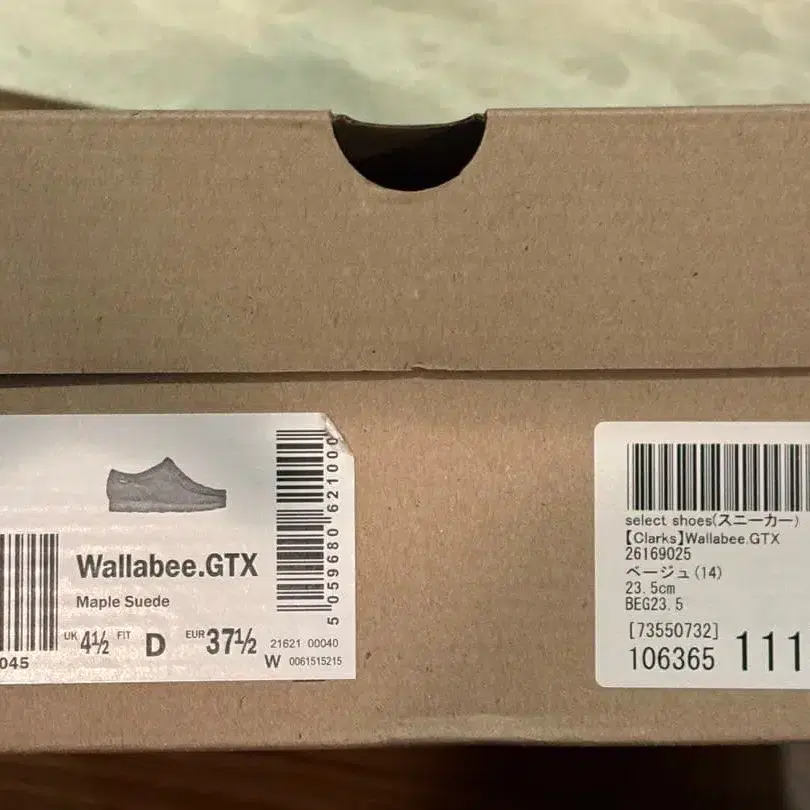 Wallabee.GTX
Maple Suede
UK 4½ FIT D EUR 37½
21621 00040
W 0061515215
045
5 059680 621000
select shoes(スニーカー)
【Clarks】Wallabee.GTX
26169025
ベージュ(14)
23.5cm
BEG23.5
[73550732]
106365 111